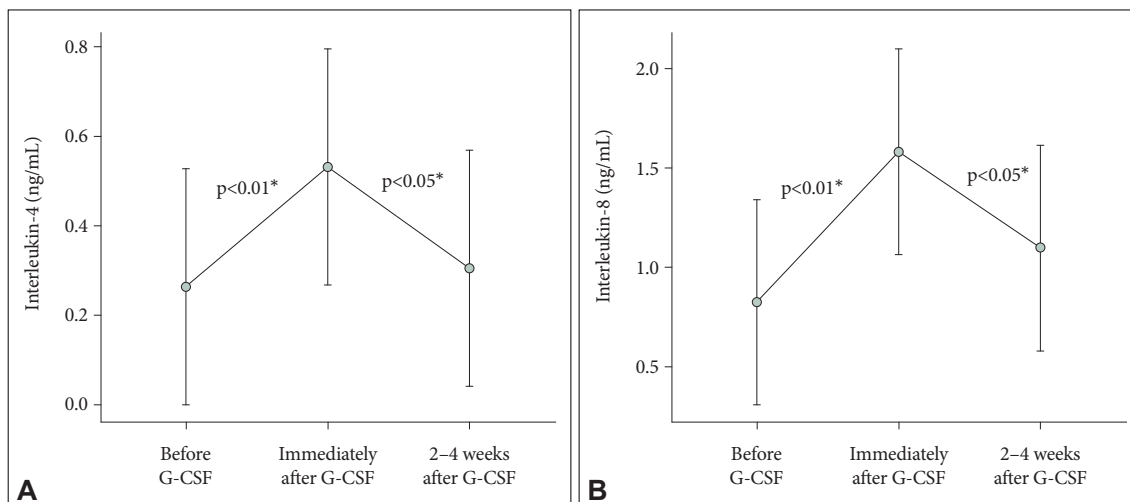 0.8
0.6
0.4
0.2
0.0
Interleukin-4 (ng/mL)
p<0.01*
p<0.05*
Before
G-CSF
Immediately
after G-CSF
2–4 weeks
after G-CSF
A
2.0
1.5
1.0
0.5
Interleukin-8 (ng/mL)
p<0.01*
p<0.05*
Before
G-CSF
Immediately
after G-CSF
2–4 weeks
after G-CSF
B